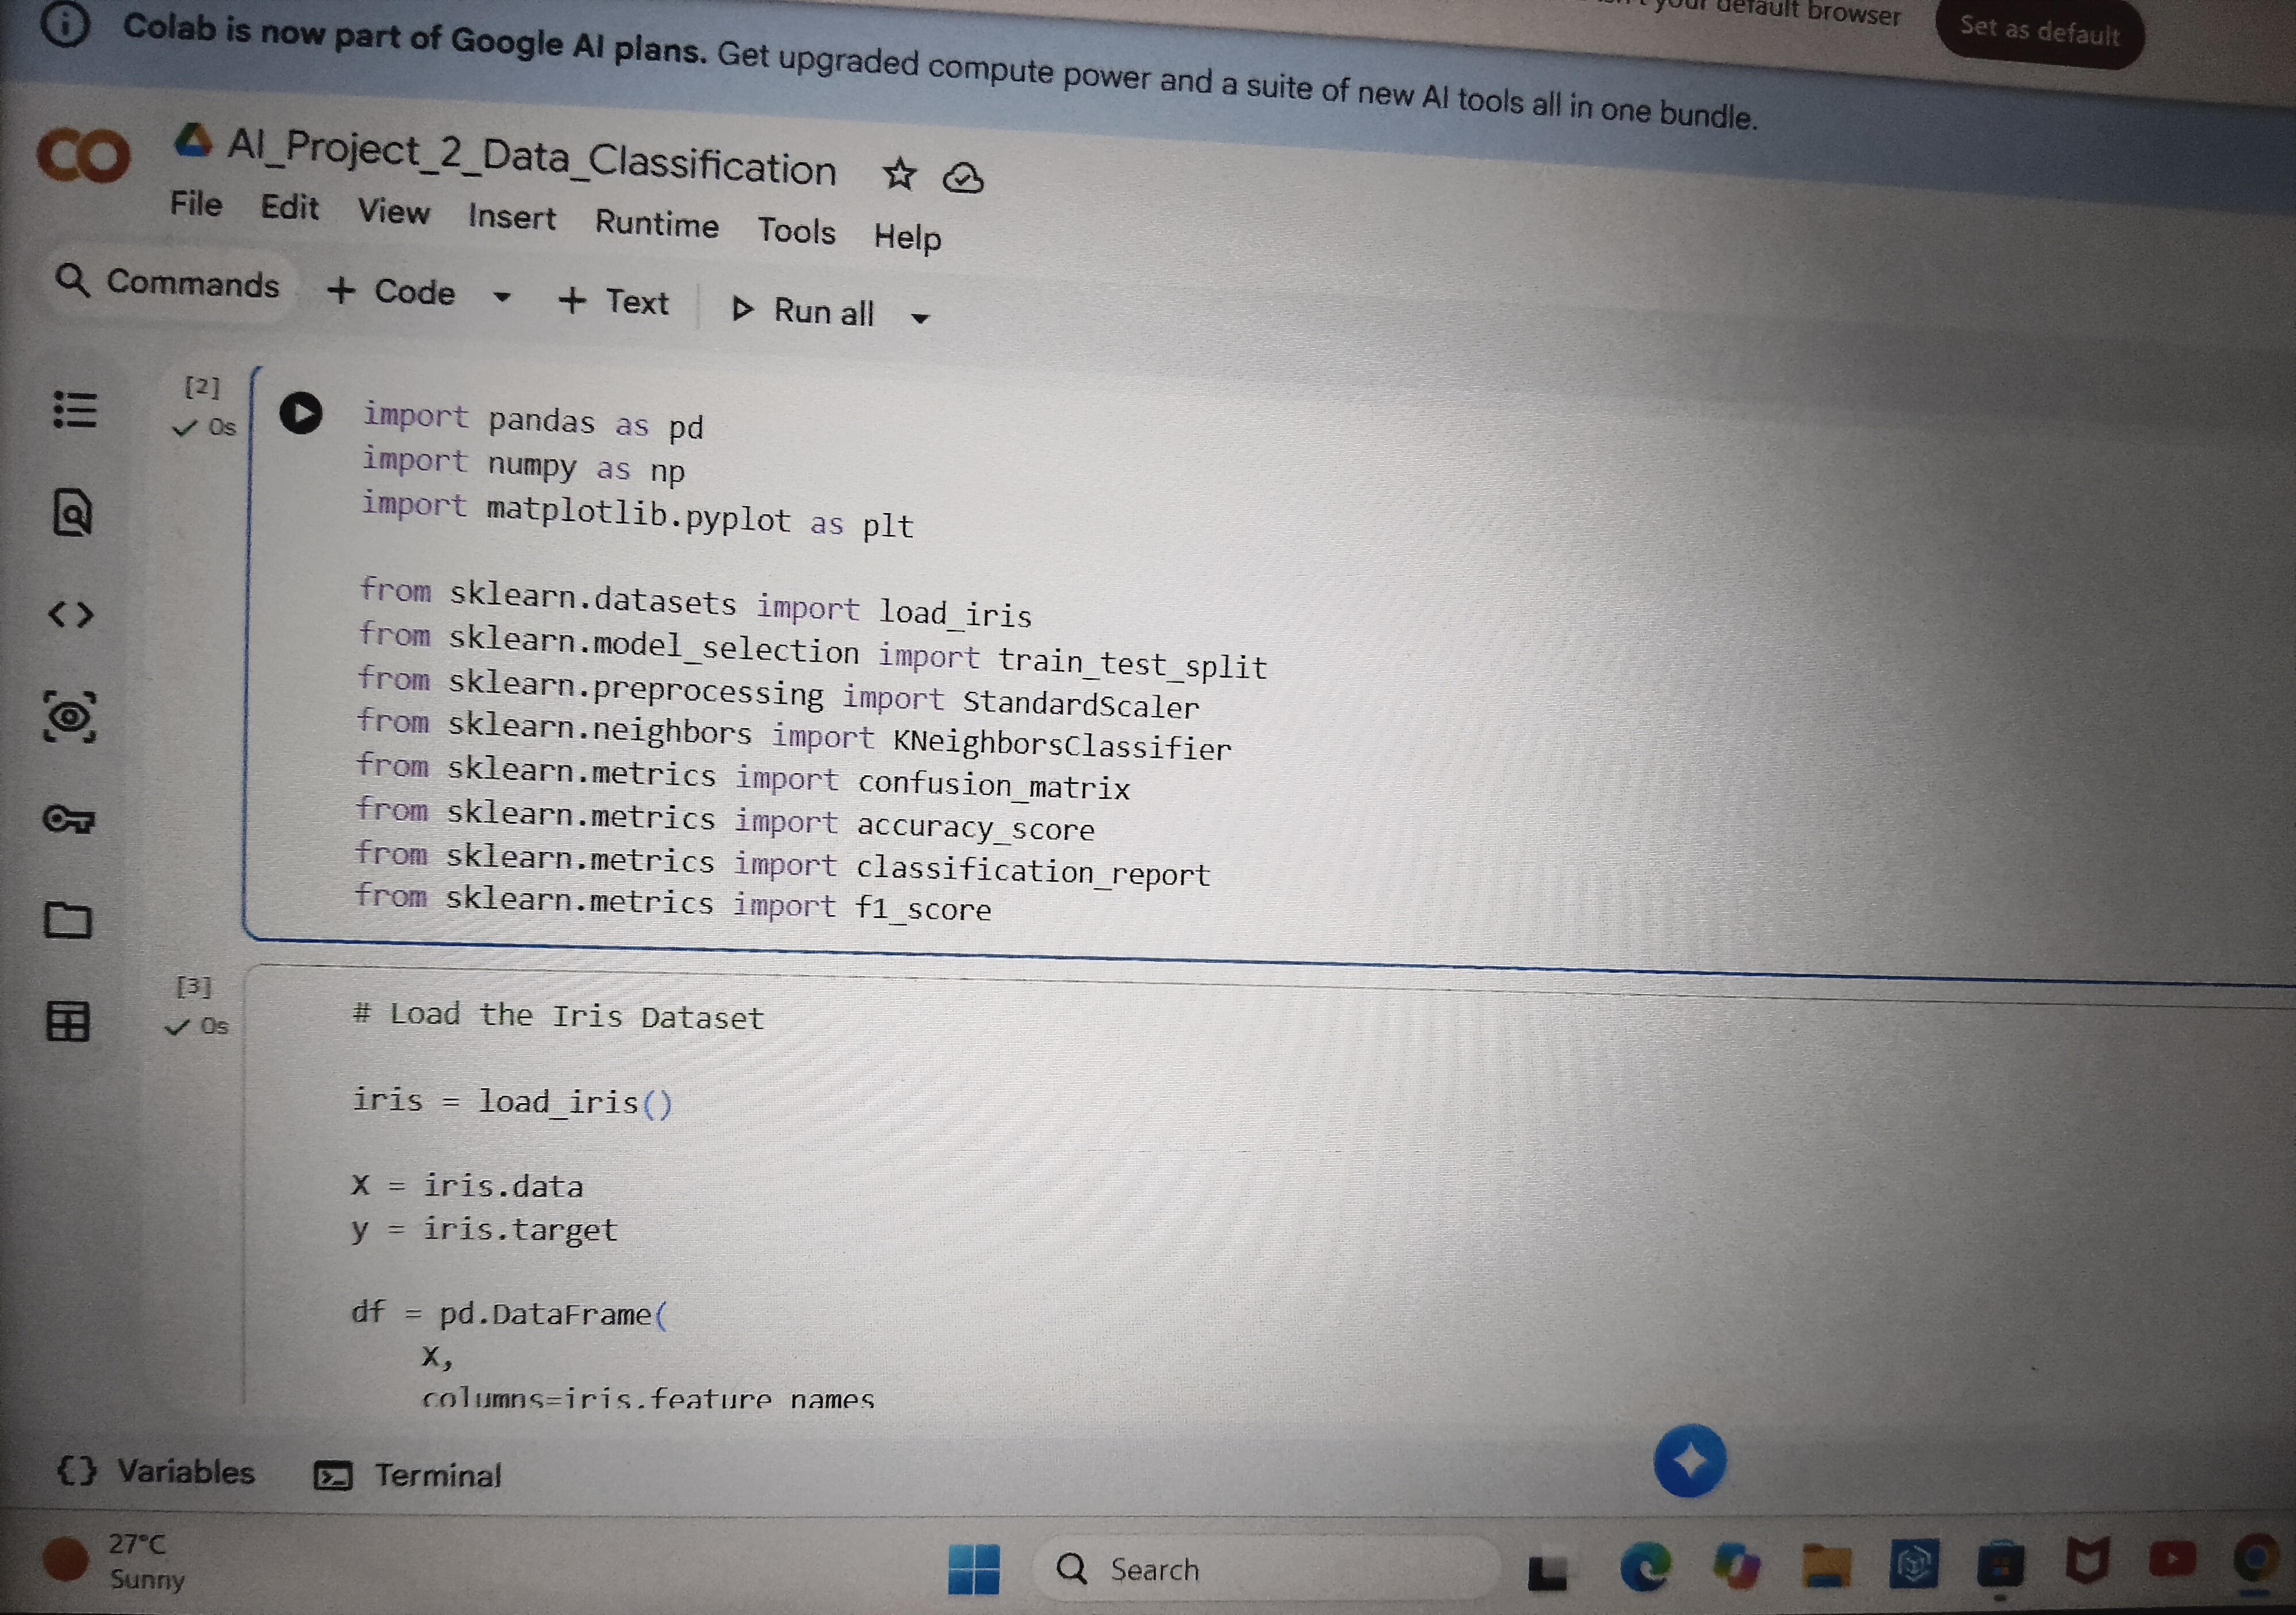 your default browser
Set as default
Colab is now part of Google AI plans. Get upgraded compute power and a suite of new AI tools all in one bundle.
CO
AI_Project_2_Data_Classification
File Edit View Insert Runtime Tools Help
Commands + Code + Text Run all
[2]
0s
import pandas as pd
import numpy as np
import matplotlib.pyplot as plt
from sklearn.datasets import load_iris
from sklearn.model_selection import train_test_split
from sklearn.preprocessing import StandardScaler
from sklearn.neighbors import KNeighborsClassifier
from sklearn.metrics import confusion_matrix
from sklearn.metrics import accuracy_score
from sklearn.metrics import classification_report
from sklearn.metrics import f1_score
[3]
0s
# Load the Iris Dataset
iris = load_iris()
X = iris.data
y = iris.target
df = pd.DataFrame(
X,
columns=iris.feature_names
{} Variables Terminal
27°C
Sunny
Search